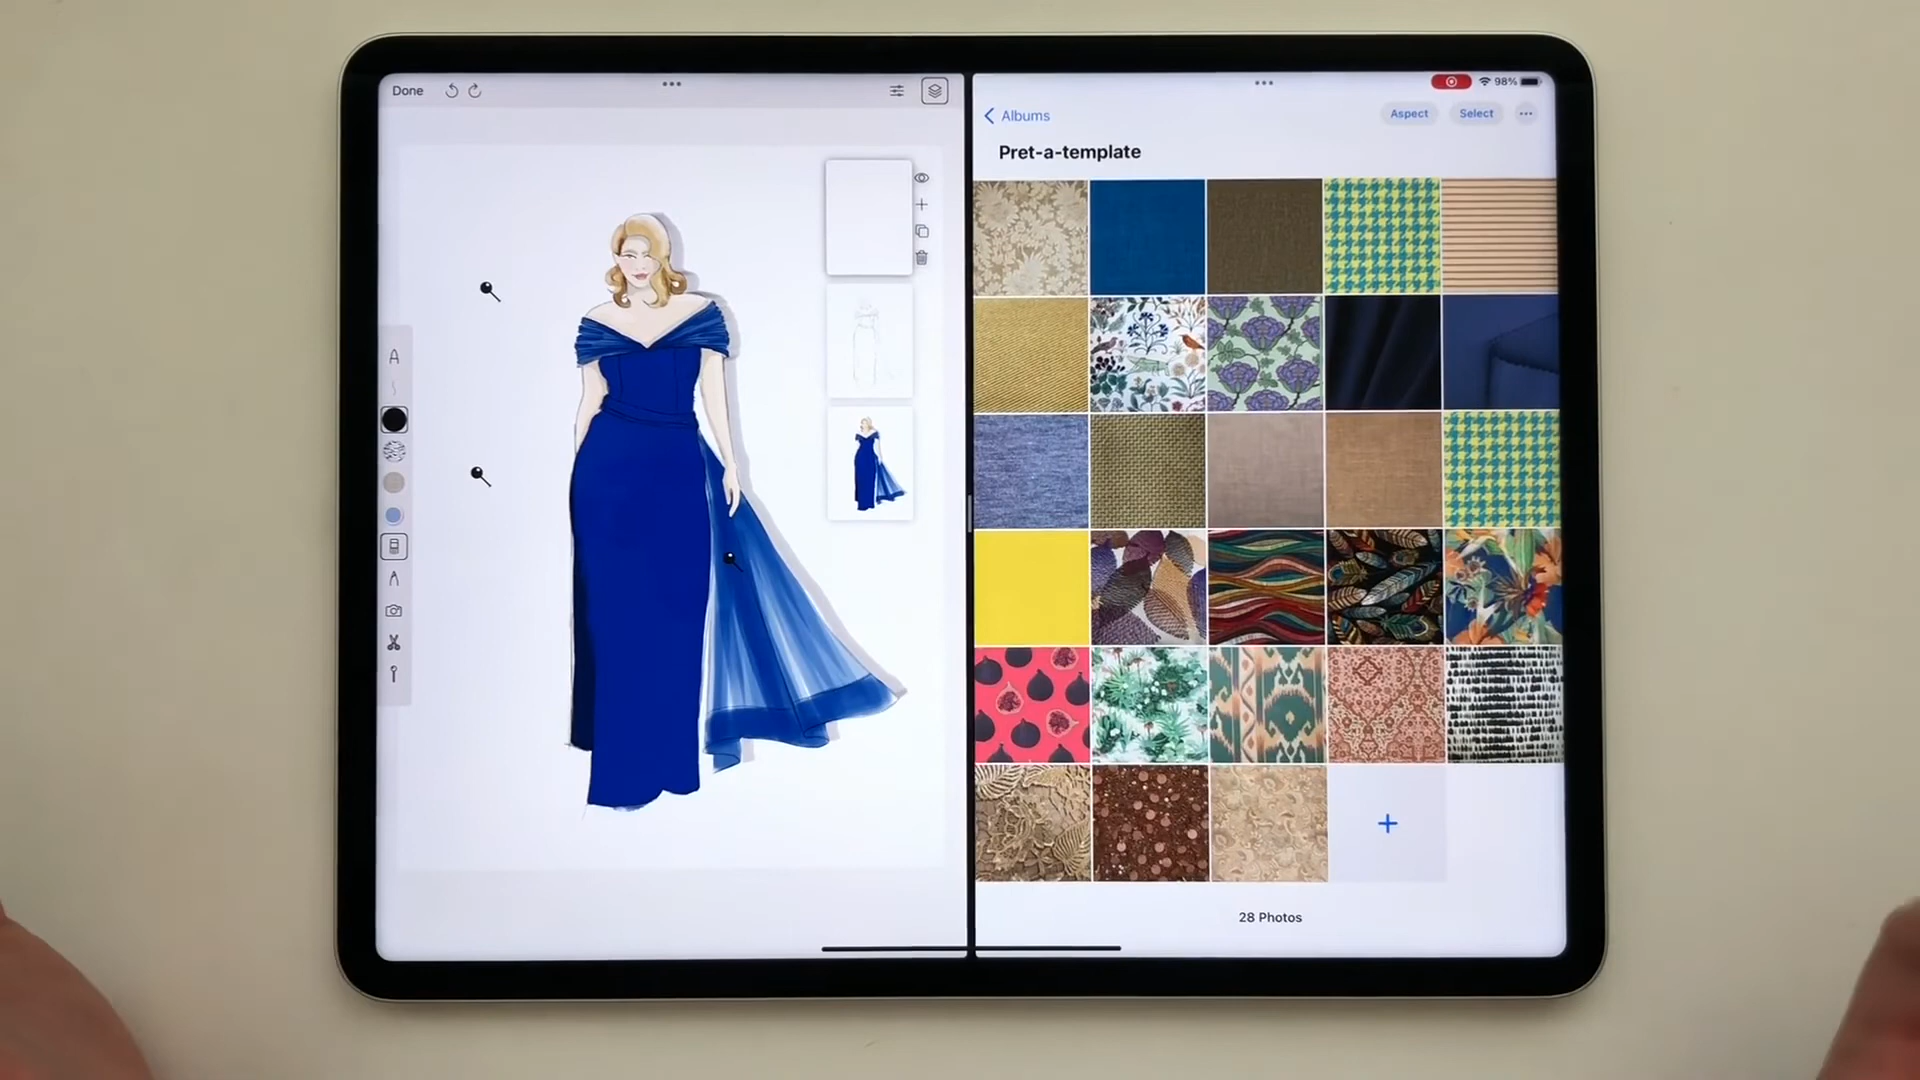 Done
98%
Albums
Aspect
Select
Pret-a-template
28 Photos